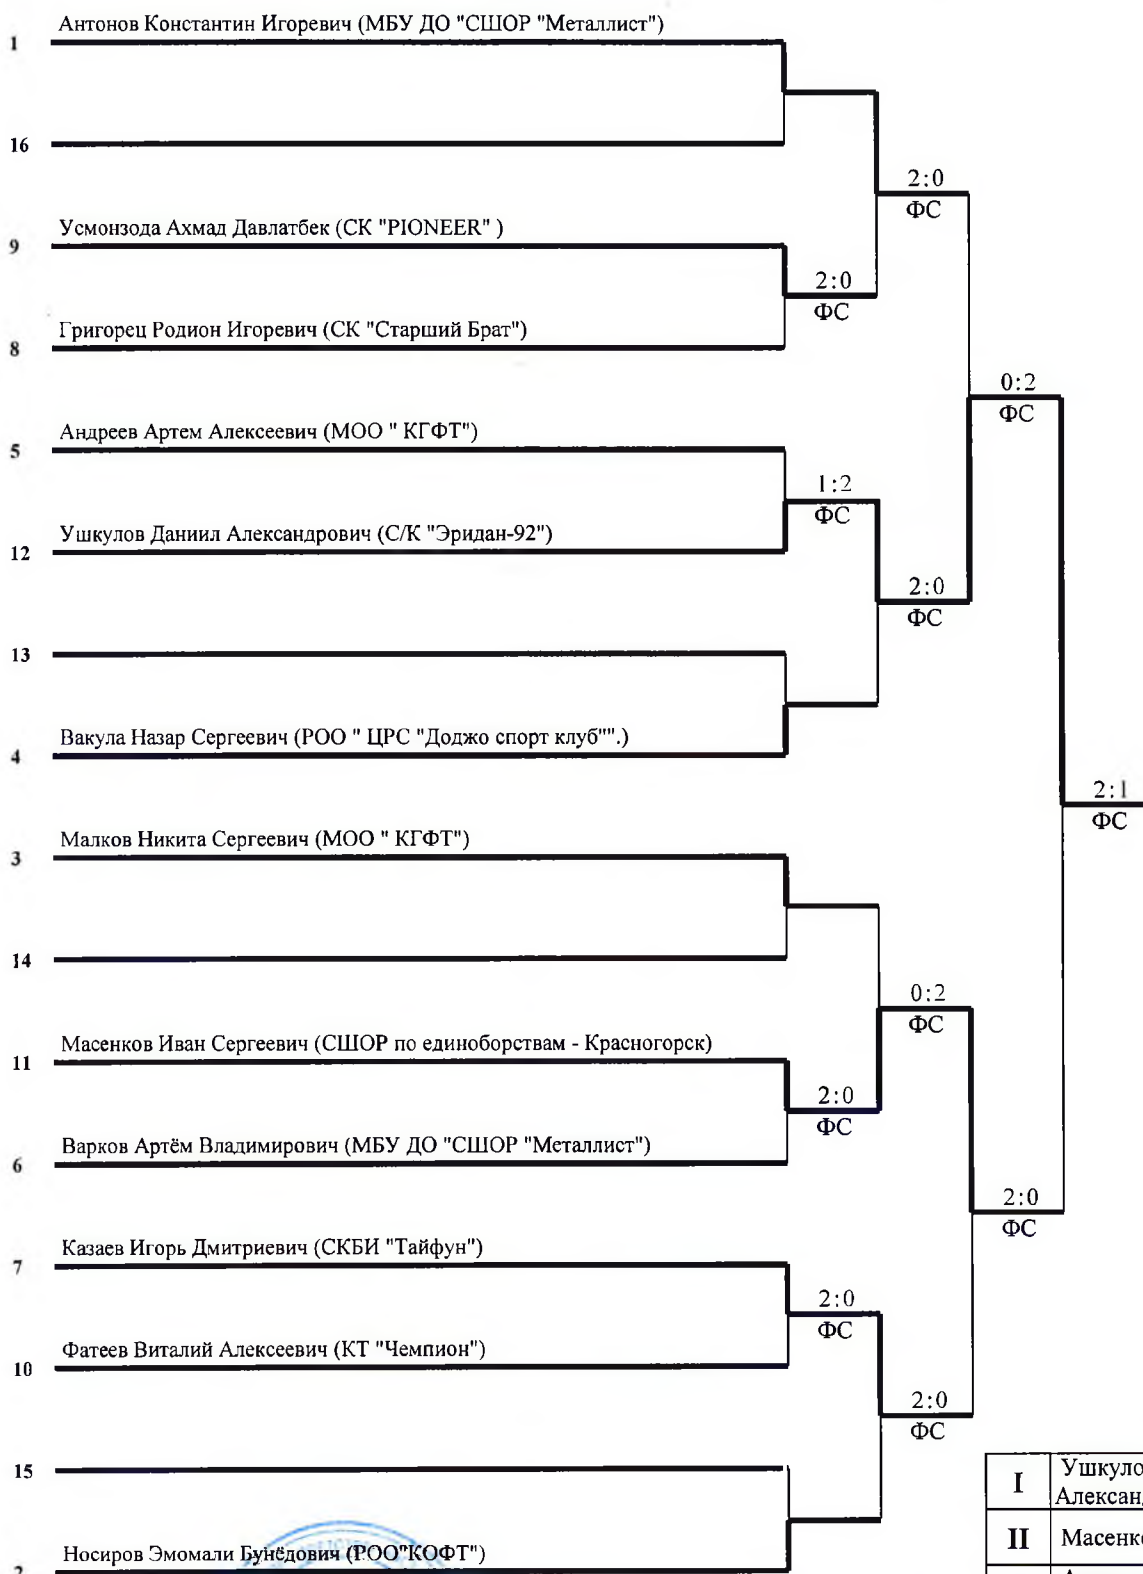 Антонов Константин Игоревич (МБУ ДО "СШОР "Металлист")
1
16
2:0
ФС
Усмонзода Ахмад Давлатбек (СК "PIONEER" )
9
2:0
ФС
Григорец Родион Игоревич (СК "Старший Брат")
8
0:2
ФС
Андреев Артем Алексеевич (МОО " КГФТ")
5
1:2
ФС
Ушкулов Даниил Александрович (С/К "Эридан-92")
12
2:0
ФС
13
Вакула Назар Сергеевич (РОО " ЦРС "Доджо спорт клуб"".)
4
2:1
ФС
Малков Никита Сергеевич (МОО " КГФТ")
3
14
0:2
ФС
Масенков Иван Сергеевич (СШОР по единоборствам - Красногорск)
11
2:0
ФС
Варков Артём Владимирович (МБУ ДО "СШОР "Металлист")
6
2:0
ФС
Казаев Игорь Дмитриевич (СКБИ "Тайфун")
7
2:0
ФС
Фатеев Виталий Алексеевич (КТ "Чемпион")
10
2:0
ФС
15
I Ушкуло
Алексан
II Масенк
Носиров Эмомали Бунёдович (РОО"КОФТ")
2